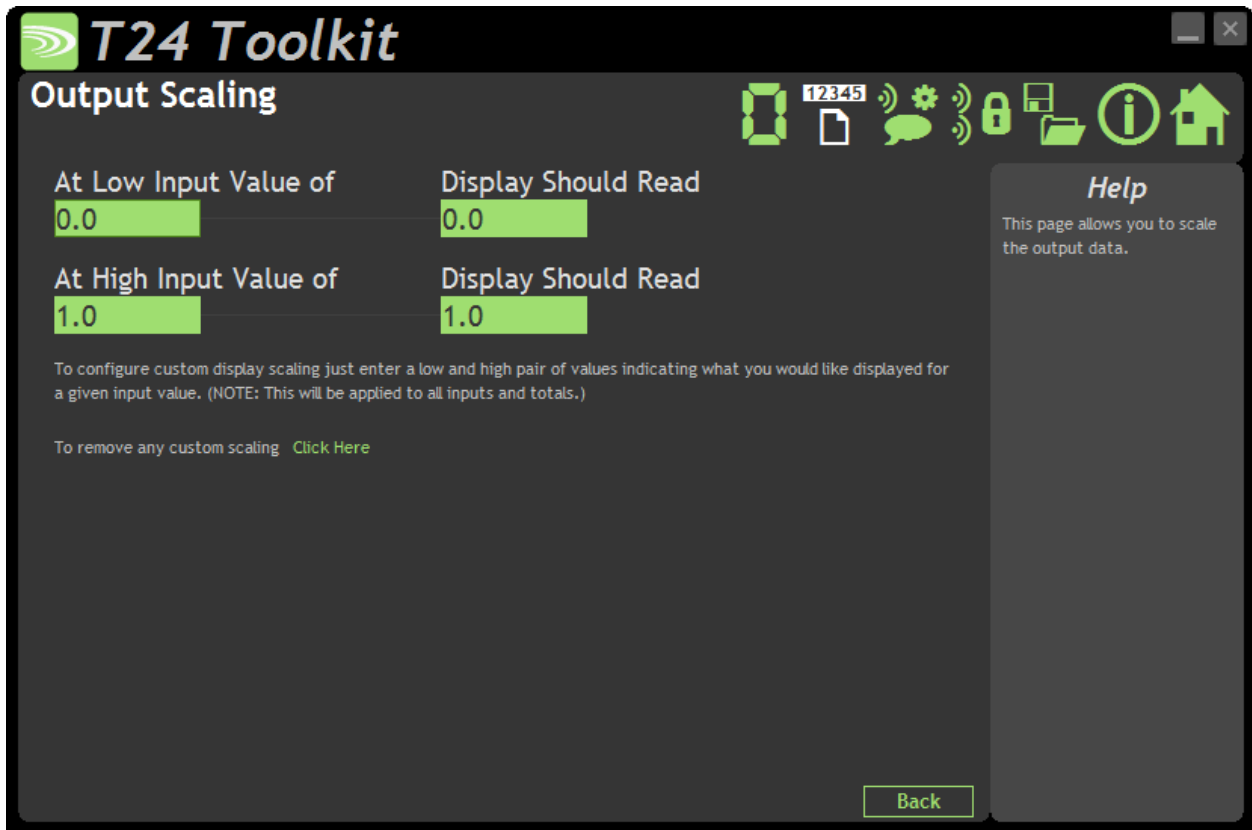 T24 Toolkit
Output Scaling
12345
At Low Input Value of
Display Should Read
0.0
0.0
At High Input Value of
Display Should Read
1.0
1.0
To configure custom display scaling just enter a low and high pair of values indicating what you would like displayed for
a given input value. (NOTE: This will be applied to all inputs and totals.)
To remove any custom scaling Click Here
Back
Help
This page allows you to scale
the output data.